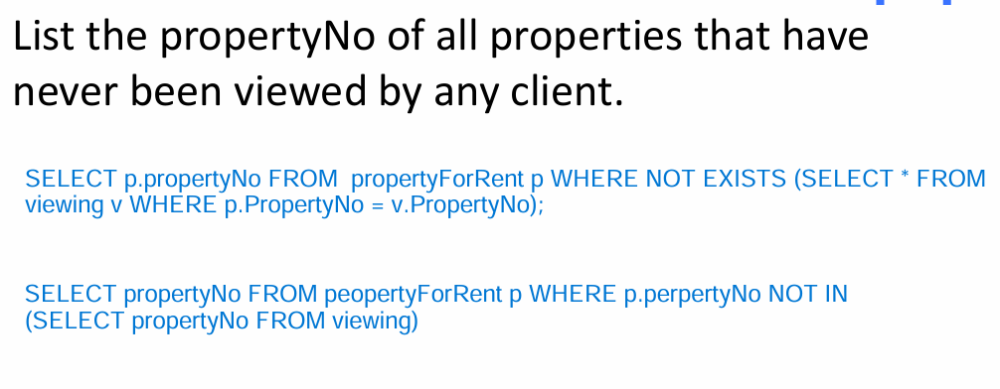 List the propertyNo of all properties that have
never been viewed by any client.
SELECT p.propertyNo FROM  propertyForRent p WHERE NOT EXISTS (SELECT * FROM
viewing v WHERE p.PropertyNo = v.PropertyNo);
SELECT propertyNo FROM peopertyForRent p WHERE p.perpertyNo NOT IN
(SELECT propertyNo FROM viewing)